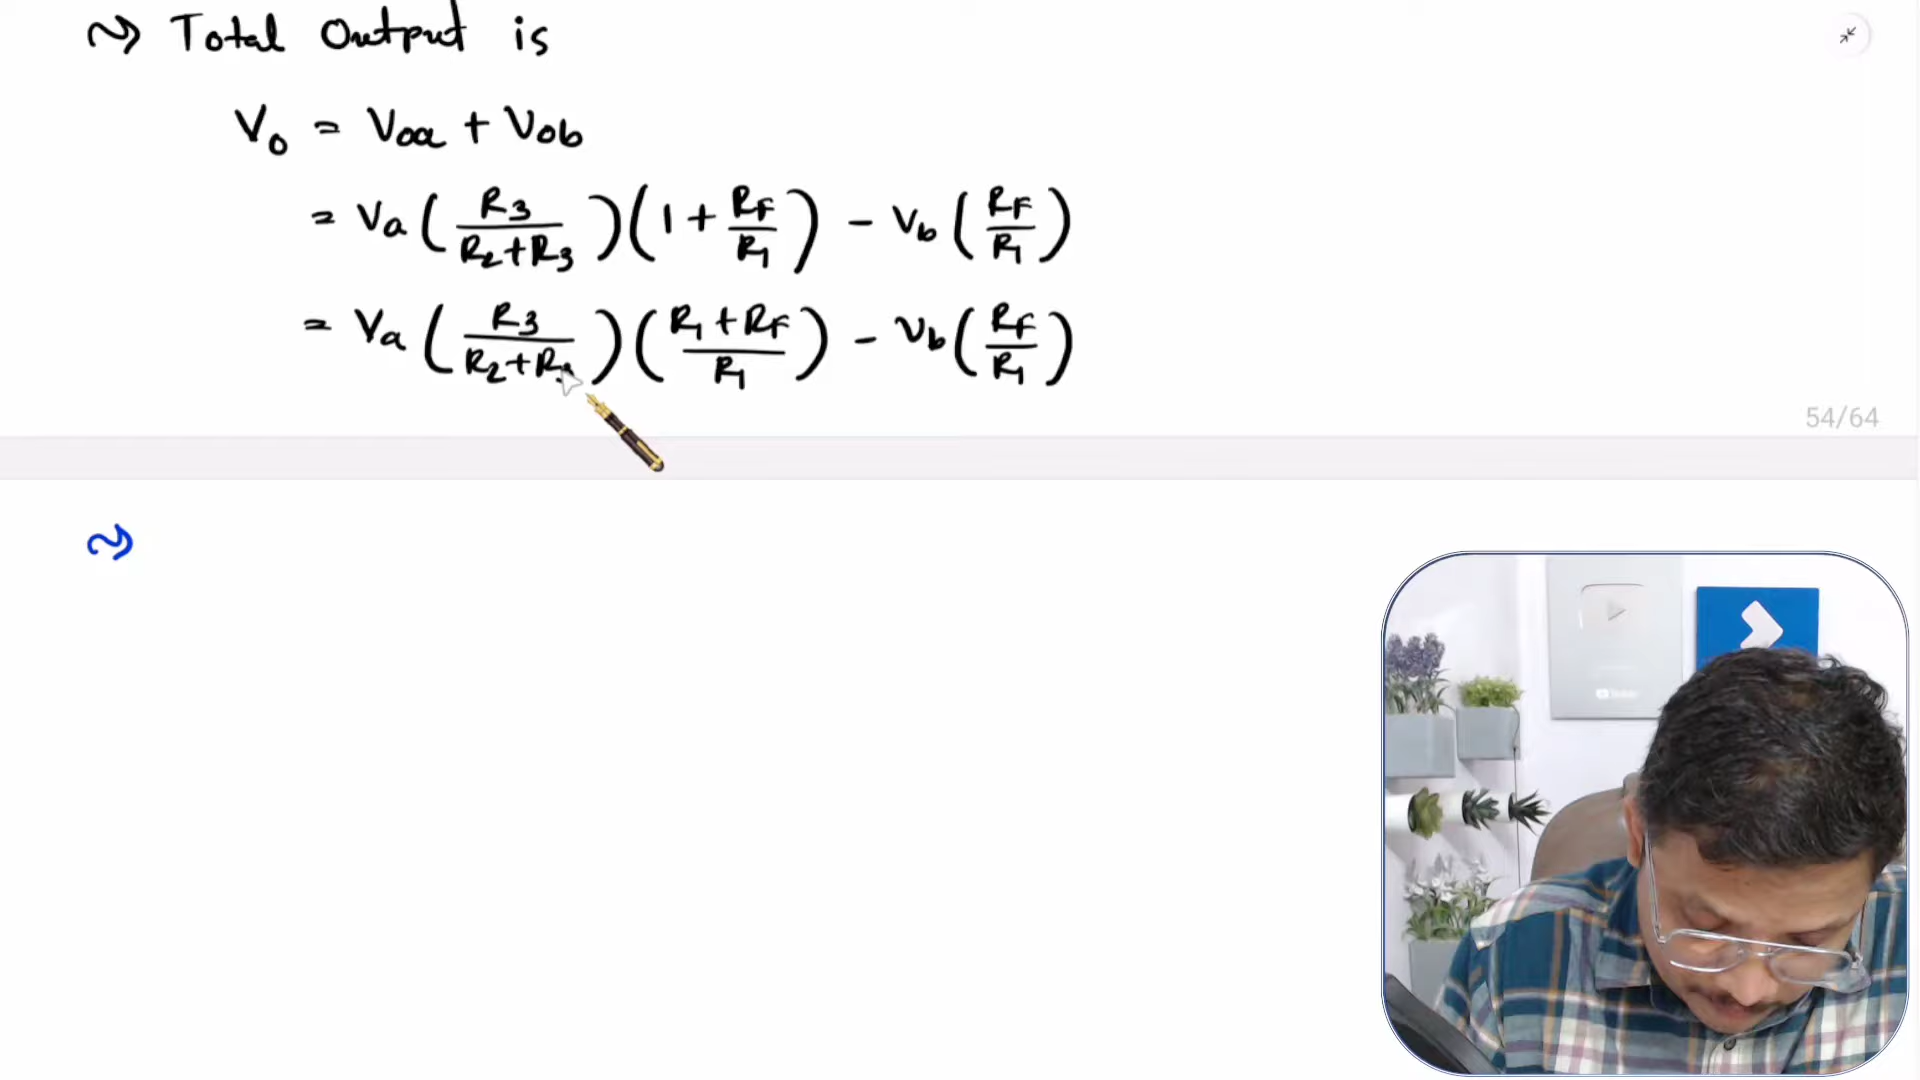 ~> Total Output is
V₀ = Voa + Vob
= Va (R3 / R2+R3) (1 + RF / R1) - Vb (RF / R1)
= Va (R3 / R2+R3) (R1 + RF / R1) - Vb (RF / R1)
54/64
~>